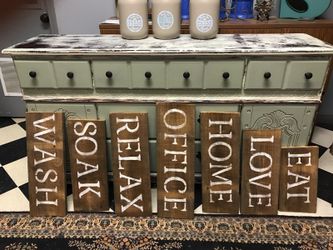 WASH
SOAK
RELAX
OFFICE
HOME
LOVE
EAT